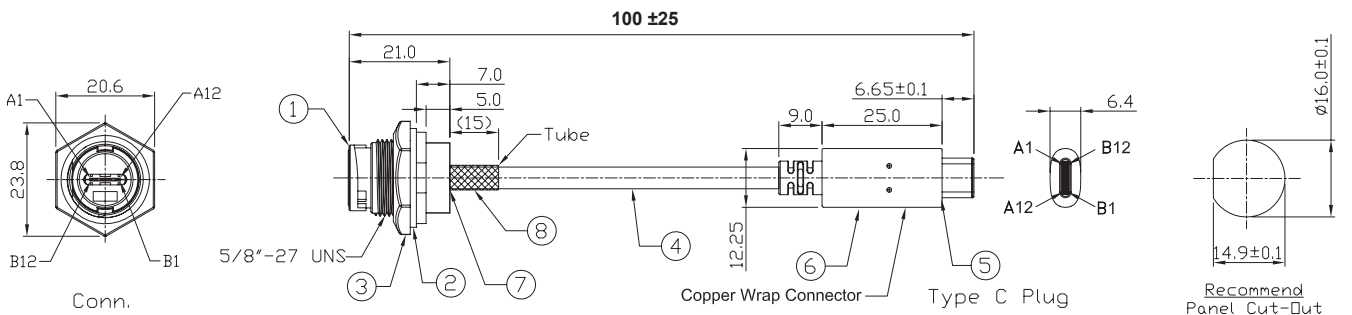 100 ±25
21.0
7.0
5.0
(15)
Tube
6.65±0.1
9.0
25.0
6.4
Ø16.0±0.1
20.6
A1
A12
23.8
B12
B1
Conn.
1
5/8"-27 UNS
3
2
7
8
4
12.25
6
5
Copper Wrap Connector
Type C Plug
A1
B12
A12
B1
14.9±0.1
Recommend
Panel Cut-Out